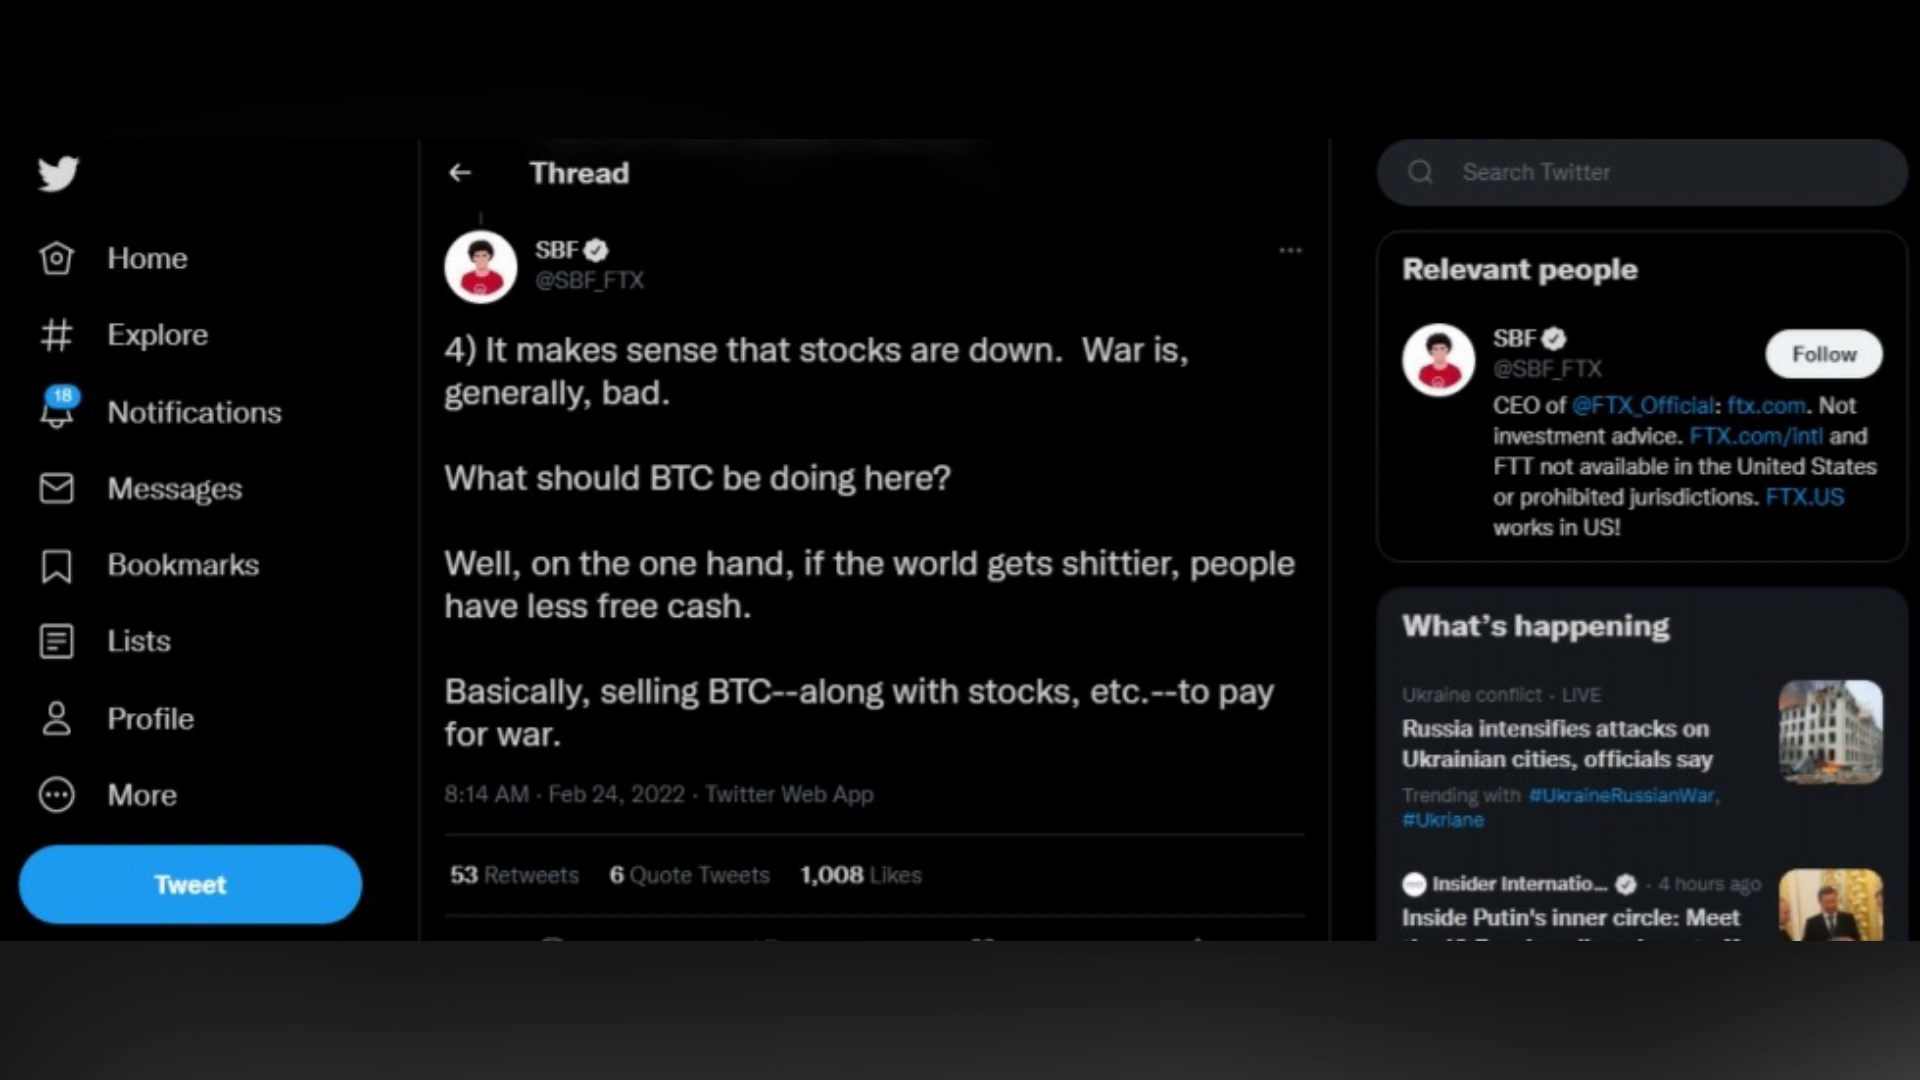 Home
Explore
18
Notifications
Messages
Bookmarks
Lists
Profile
More
Tweet
Thread
SBF
@SBF_FTX
4) It makes sense that stocks are down.  War is,
generally, bad.
What should BTC be doing here?
Well, on the one hand, if the world gets shittier, people
have less free cash.
Basically, selling BTC--along with stocks, etc.--to pay
for war.
8:14 AM · Feb 24, 2022 · Twitter Web App
53 Retweets 6 Quote Tweets 1,008 Likes
Search Twitter
Relevant people
SBF
@SBF_FTX
Follow
CEO of @FTX_Official: ftx.com. Not
investment advice. FTX.com/intl and
FTT not available in the United States
or prohibited jurisdictions. FTX.US
works in US!
What's happening
Ukraine conflict · LIVE
Russia intensifies attacks on
Ukrainian cities, officials say
Trending with #UkraineRussianWar,
#Ukriane
Insider Internatio... · 4 hours ago
Inside Putin's inner circle: Meet